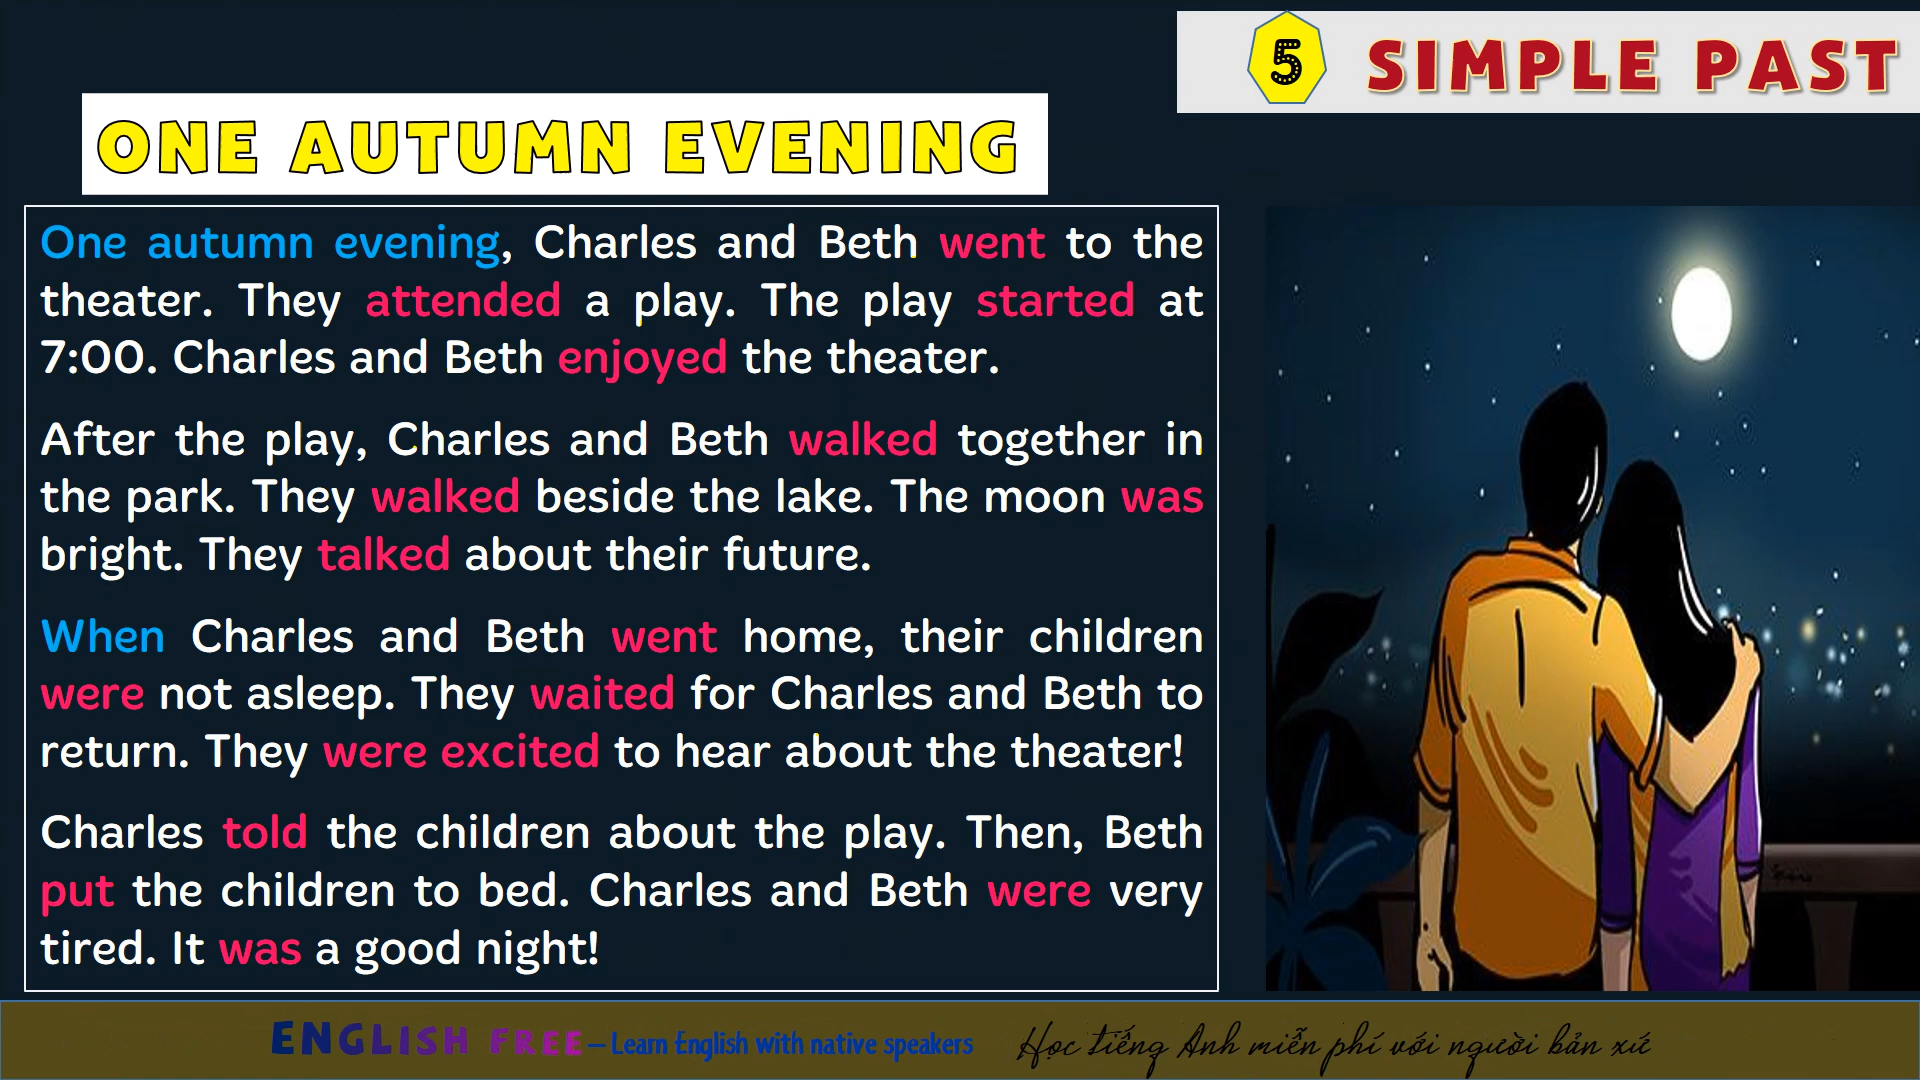 5 SIMPLE PAST
ONE AUTUMN EVENING
One autumn evening, Charles and Beth went to the
theater. They attended a play. The play started at
7:00. Charles and Beth enjoyed the theater.
After the play, Charles and Beth walked together in
the park. They walked beside the lake. The moon was
bright. They talked about their future.
When Charles and Beth went home, their children
were not asleep. They waited for Charles and Beth to
return. They were excited to hear about the theater!
Charles told the children about the play. Then, Beth
put the children to bed. Charles and Beth were very
tired. It was a good night!
ENGLISH FREE – Learn English with native speakers Học tiếng Anh miễn phí với người bản xứ